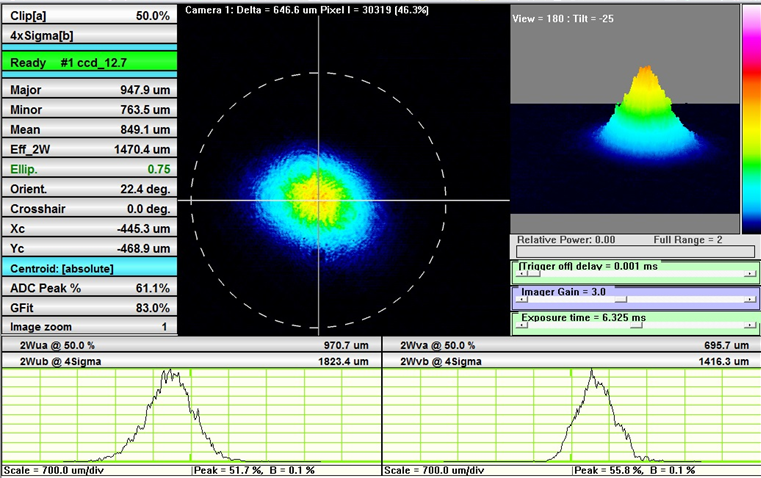 Clip[a] 50.0%
4xSigma[b]
Ready #1 ccd_12.7
Major 947.9 um
Minor 763.5 um
Mean 849.1 um
Eff_2W 1470.4 um
Ellip. 0.75
Orient. 22.4 deg.
Crosshair 0.0 deg.
Xc -445.3 um
Yc -468.9 um
Centroid: [absolute]
ADC Peak % 61.1%
GFit 83.0%
Image zoom 1
Camera 1: Delta = 646.6 um Pixel I = 30319 (46.3%)
View = 180 : Tilt = -25
Relative Power: 0.00 Full Range = 2
[Trigger off] delay = 0.001 ms
Imager Gain = 3.0
Exposure time = 6.325 ms
2Wua @ 50.0 % 970.7 um
2Wub @ 4Sigma 1823.4 um
Scale = 700.0 um/div Peak = 51.7 %, B = 0.1 %
2Wva @ 50.0 % 695.7 um
2Wvb @ 4Sigma 1416.3 um
Scale = 700.0 um/div Peak = 55.8 %, B = 0.1 %